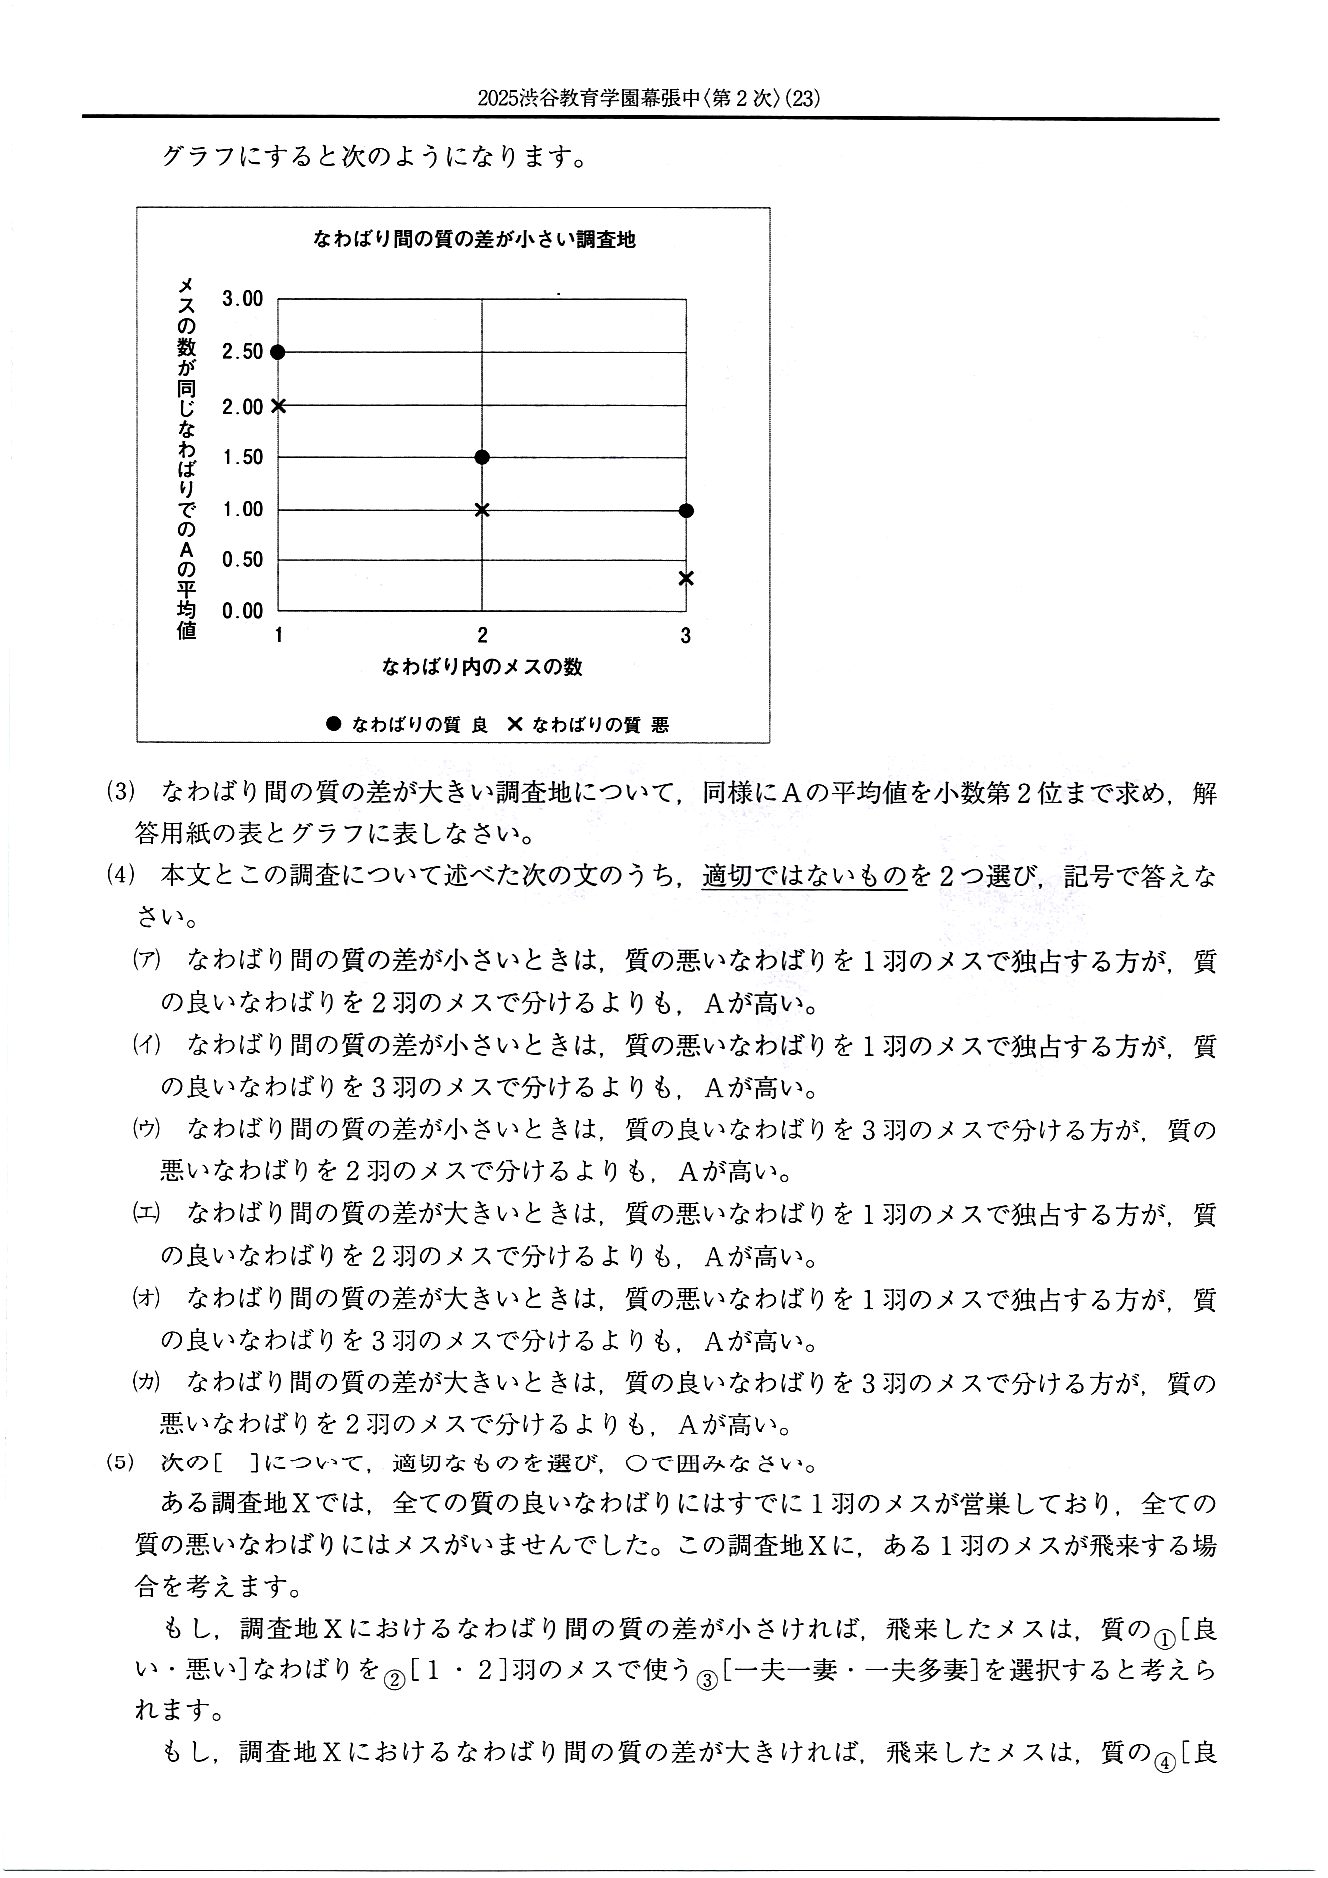 2025渋谷教育学園幕張中〈第2次〉(23)
グラフにすると次のようになります。
なわばり間の質の差が小さい調査地
メスの数が同じなわばりでのAの平均値
3.00
2.50
2.00
1.50
1.00
0.50
0.00
1 2 3
なわばり内のメスの数
● なわばりの質 良 × なわばりの質 悪
(3) なわばり間の質の差が大きい調査地について，同様にAの平均値を小数第2位まで求め，解
答用紙の表とグラフに表しなさい。
(4) 本文とこの調査について述べた次の文のうち，適切ではないものを2つ選び，記号で答えな
さい。
(ア) なわばり間の質の差が小さいときは，質の悪いなわばりを1羽のメスで独占する方が，質
の良いなわばりを2羽のメスで分けるよりも，Aが高い。
(イ) なわばり間の質の差が小さいときは，質の悪いなわばりを1羽のメスで独占する方が，質
の良いなわばりを3羽のメスで分けるよりも，Aが高い。
(ウ) なわばり間の質の差が小さいときは，質の良いなわばりを3羽のメスで分ける方が，質の
悪いなわばりを2羽のメスで分けるよりも，Aが高い。
(エ) なわばり間の質の差が大きいときは，質の悪いなわばりを1羽のメスで独占する方が，質
の良いなわばりを2羽のメスで分けるよりも，Aが高い。
(オ) なわばり間の質の差が大きいときは，質の悪いなわばりを1羽のメスで独占する方が，質
の良いなわばりを3羽のメスで分けるよりも，Aが高い。
(カ) なわばり間の質の差が大きいときは，質の良いなわばりを3羽のメスで分ける方が，質の
悪いなわばりを2羽のメスで分けるよりも，Aが高い。
(5) 次の[ ]について，適切なものを選び，○で囲みなさい。
ある調査地Xでは，全ての質の良いなわばりにはすでに1羽のメスが営巣しており，全ての
質の悪いなわばりにはメスがいませんでした。この調査地Xに，ある1羽のメスが飛来する場
合を考えます。
もし，調査地Xにおけるなわばり間の質の差が小さければ，飛来したメスは，質の①[良
い・悪い]なわばりを②[1・2]羽のメスで使う③[一夫一妻・一夫多妻]を選択すると考えら
れます。
もし，調査地Xにおけるなわばり間の質の差が大きければ，飛来したメスは，質の④[良